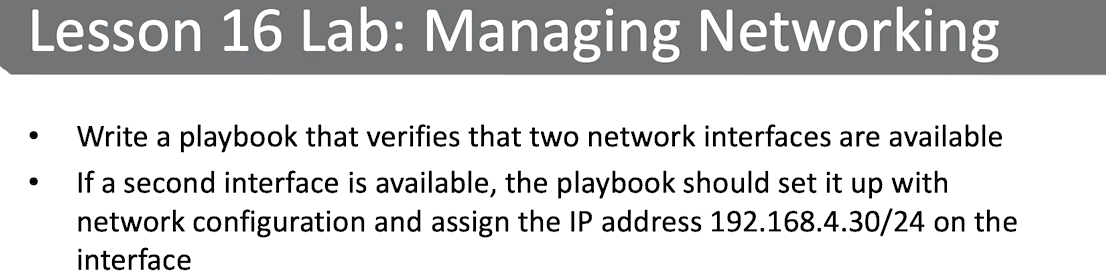 Lesson 16 Lab: Managing Networking
• Write a playbook that verifies that two network interfaces are available
• If a second interface is available, the playbook should set it up with
network configuration and assign the IP address 192.168.4.30/24 on the
interface